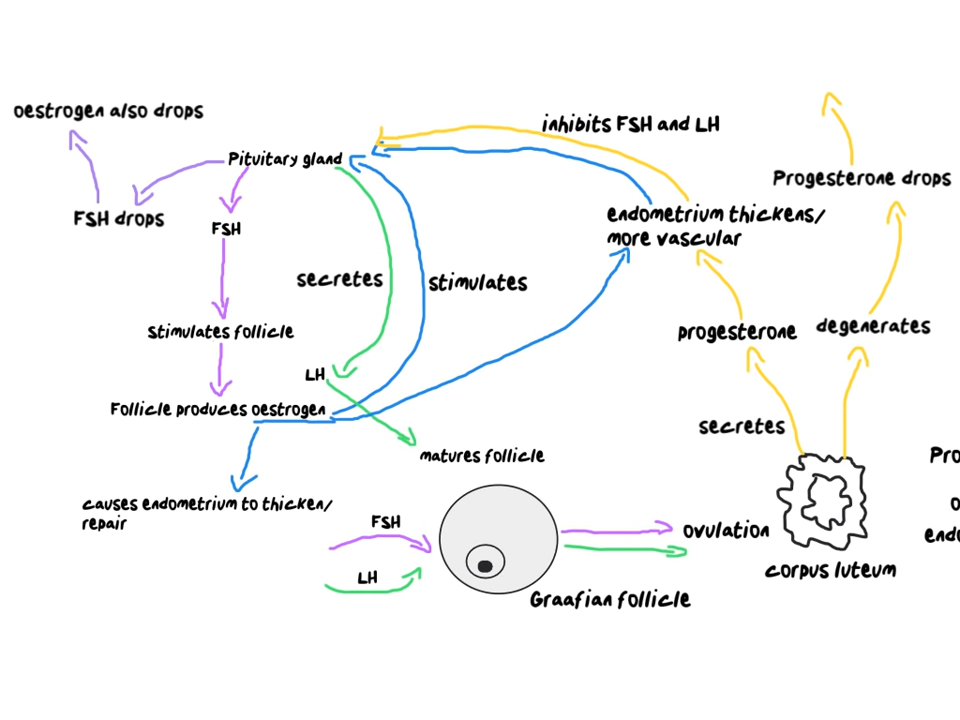 oestrogen also drops
inhibits FSH and LH
Pituitary gland
Progesterone drops
FSH drops
FSH
endometrium thickens/
more vascular
secretes
stimulates
Stimulates follicle
progesterone
degenerates
LH
Follicle produces oestrogen
secretes
matures follicle
causes endometrium to thicken/
repair
FSH
ovulation
LH
corpus luteum
Graafian follicle